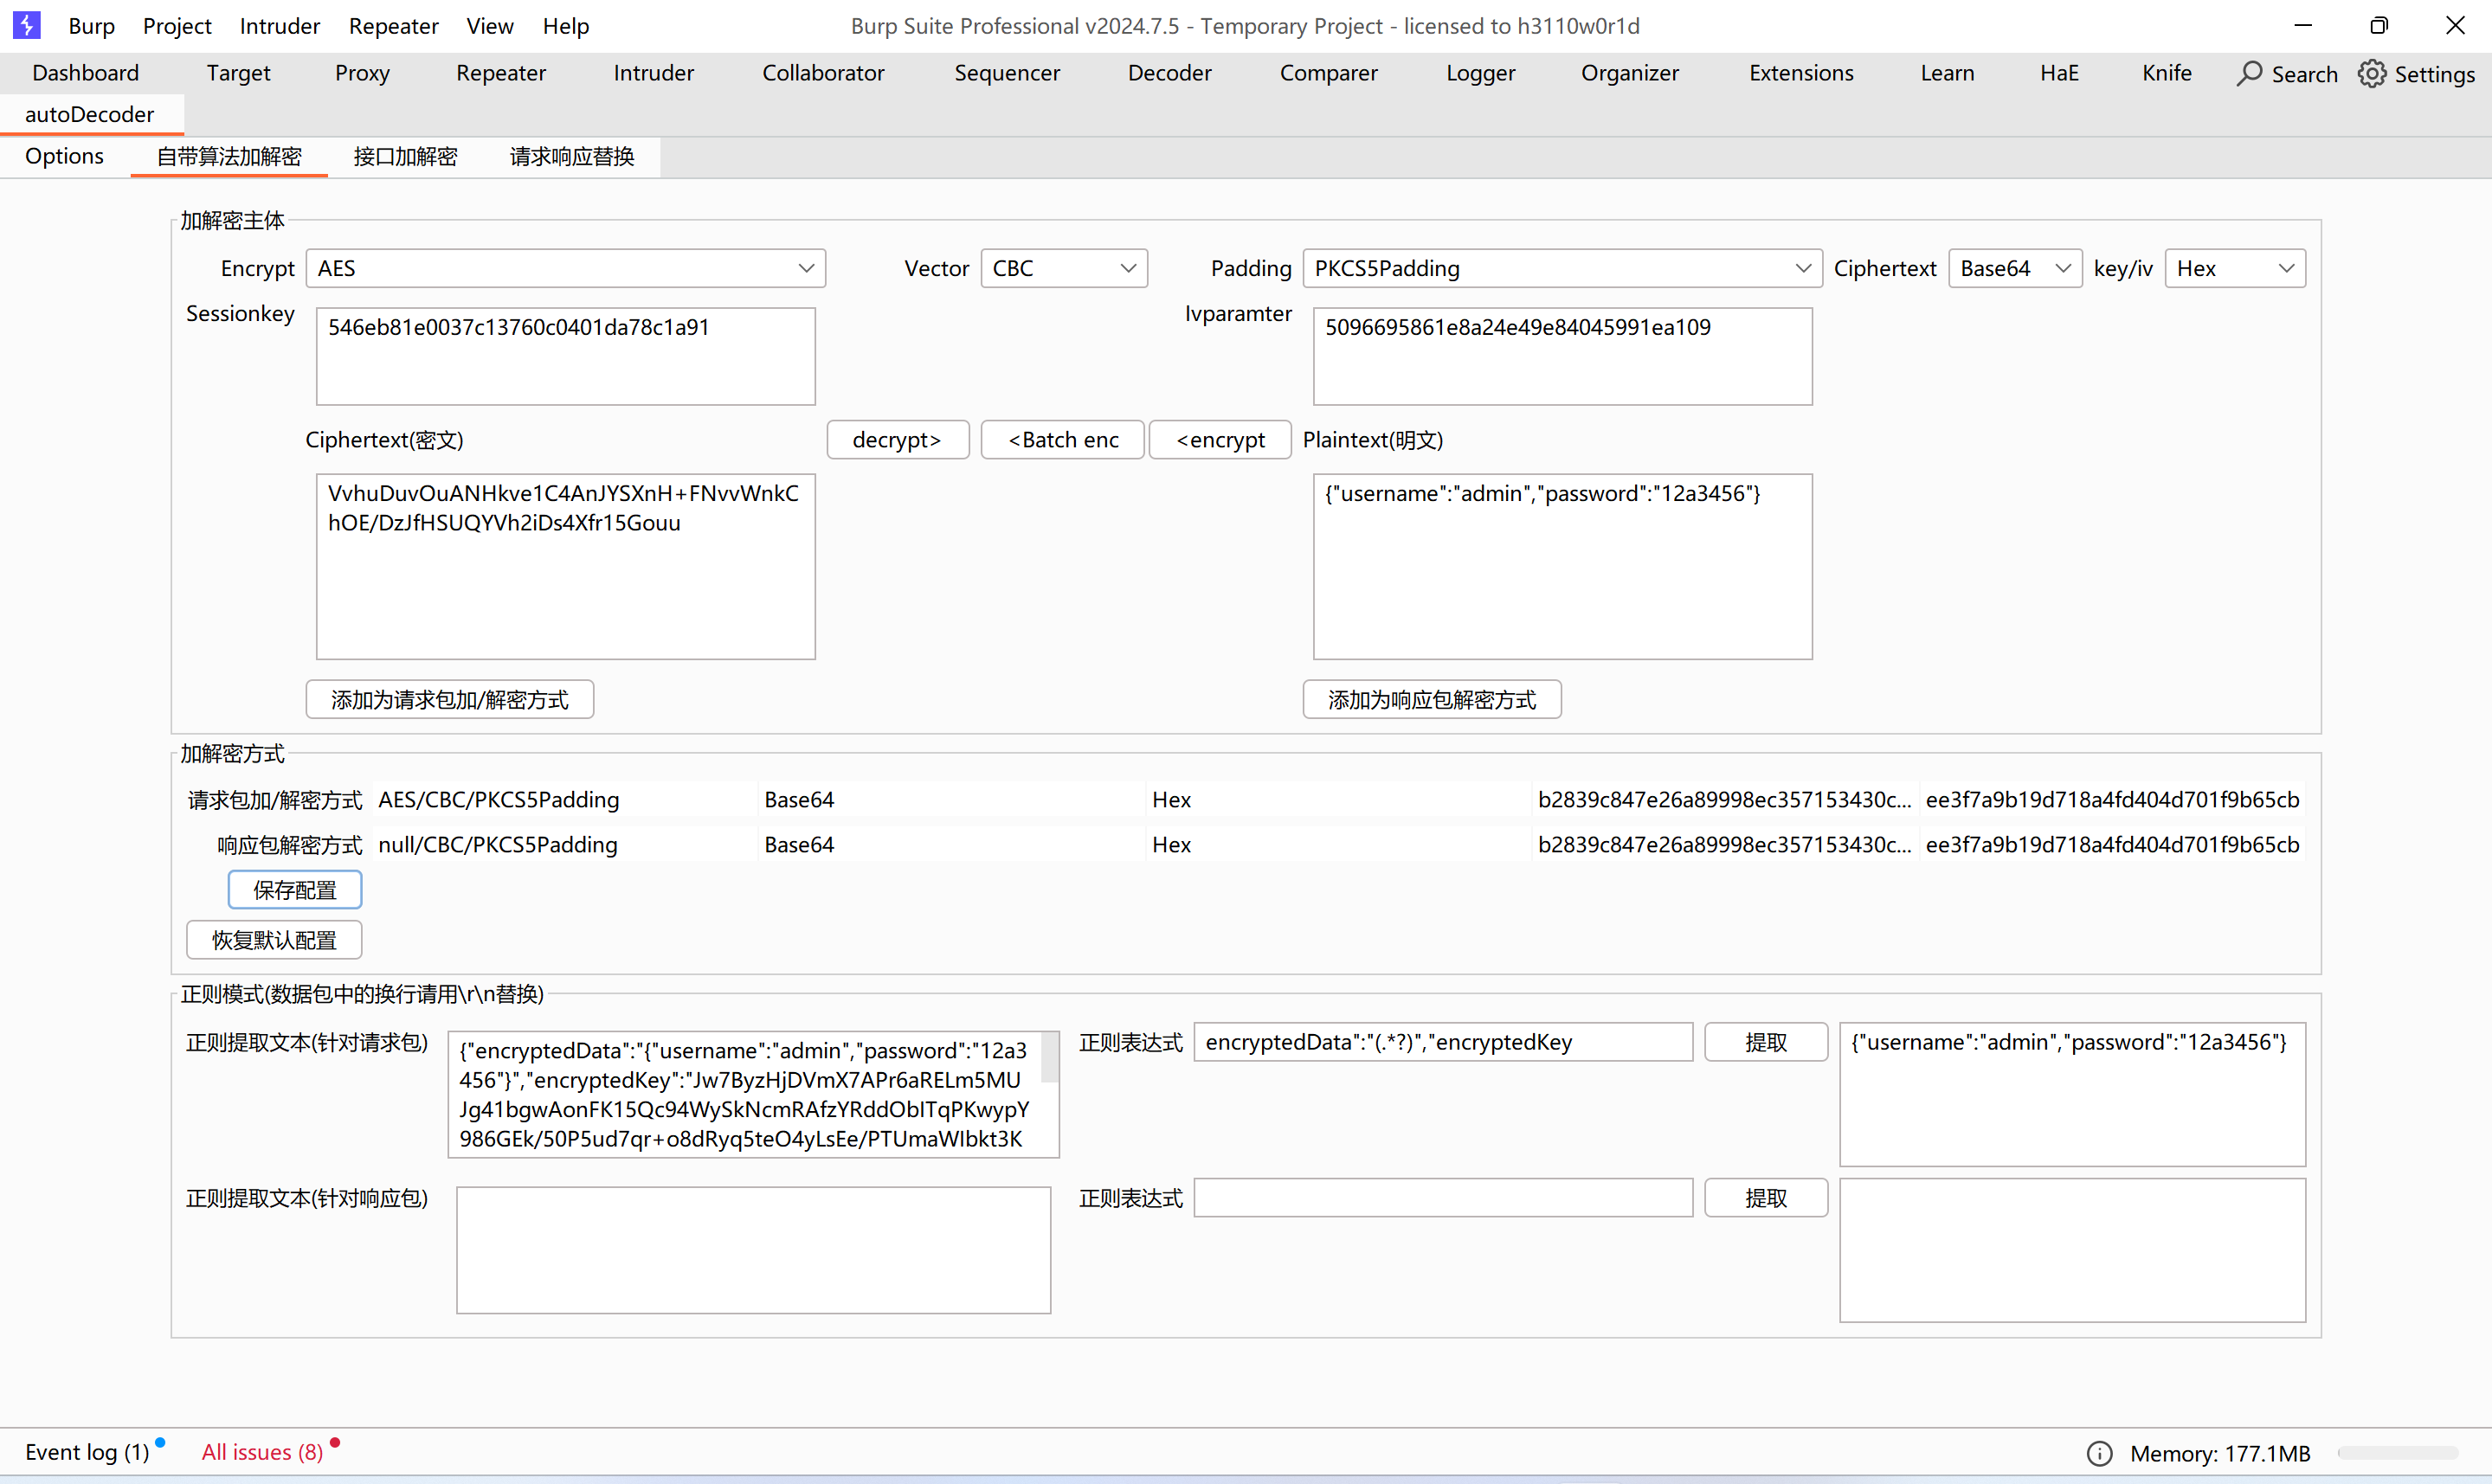 Burp Project Intruder Repeater View Help Burp Suite Professional v2024.7.5 - Temporary Project - licensed to h3110w0r1d
Dashboard Target Proxy Repeater Intruder Collaborator Sequencer Decoder Comparer Logger Organizer Extensions Learn HaE Knife Search Settings
autoDecoder
Options 自带算法加解密 接口加解密 请求响应替换
加解密主体
Encrypt AES Vector CBC Padding PKCS5Padding Ciphertext Base64 key/iv Hex
Sessionkey 546eb81e0037c13760c0401da78c1a91 Ivparamter 5096695861e8a24e49e84045991ea109
Ciphertext(密文) decrypt> <Batch enc <encrypt Plaintext(明文)
VvhuDuvOuANHkve1C4AnJYSXnH+FNvvWnkC {"username":"admin","password":"12a3456"}
hOE/DzJfHSUQYVh2iDs4Xfr15Gouu
添加为请求包加/解密方式 添加为响应包解密方式
加解密方式
请求包加/解密方式 AES/CBC/PKCS5Padding Base64 Hex b2839c847e26a89998ec357153430c... ee3f7a9b19d718a4fd404d701f9b65cb
响应包解密方式 null/CBC/PKCS5Padding Base64 Hex b2839c847e26a89998ec357153430c... ee3f7a9b19d718a4fd404d701f9b65cb
保存配置
恢复默认配置
正则模式(数据包中的换行请用\r\n替换)
正则提取文本(针对请求包) {"encryptedData":"{"username":"admin","password":"12a3 正则表达式 encryptedData":"(.*?)","encryptedKey 提取 {"username":"admin","password":"12a3456"}
456"}","encryptedKey":"Jw7ByzHjDVmX7APr6aRELm5MU
Jg41bgwAonFK15Qc94WySkNcmRAfzYRddObITqPKwypY
986GEk/50P5ud7qr+o8dRyq5teO4yLsEe/PTUmaWIbkt3K
正则提取文本(针对响应包) 正则表达式 提取
Event log (1) All issues (8) Memory: 177.1MB